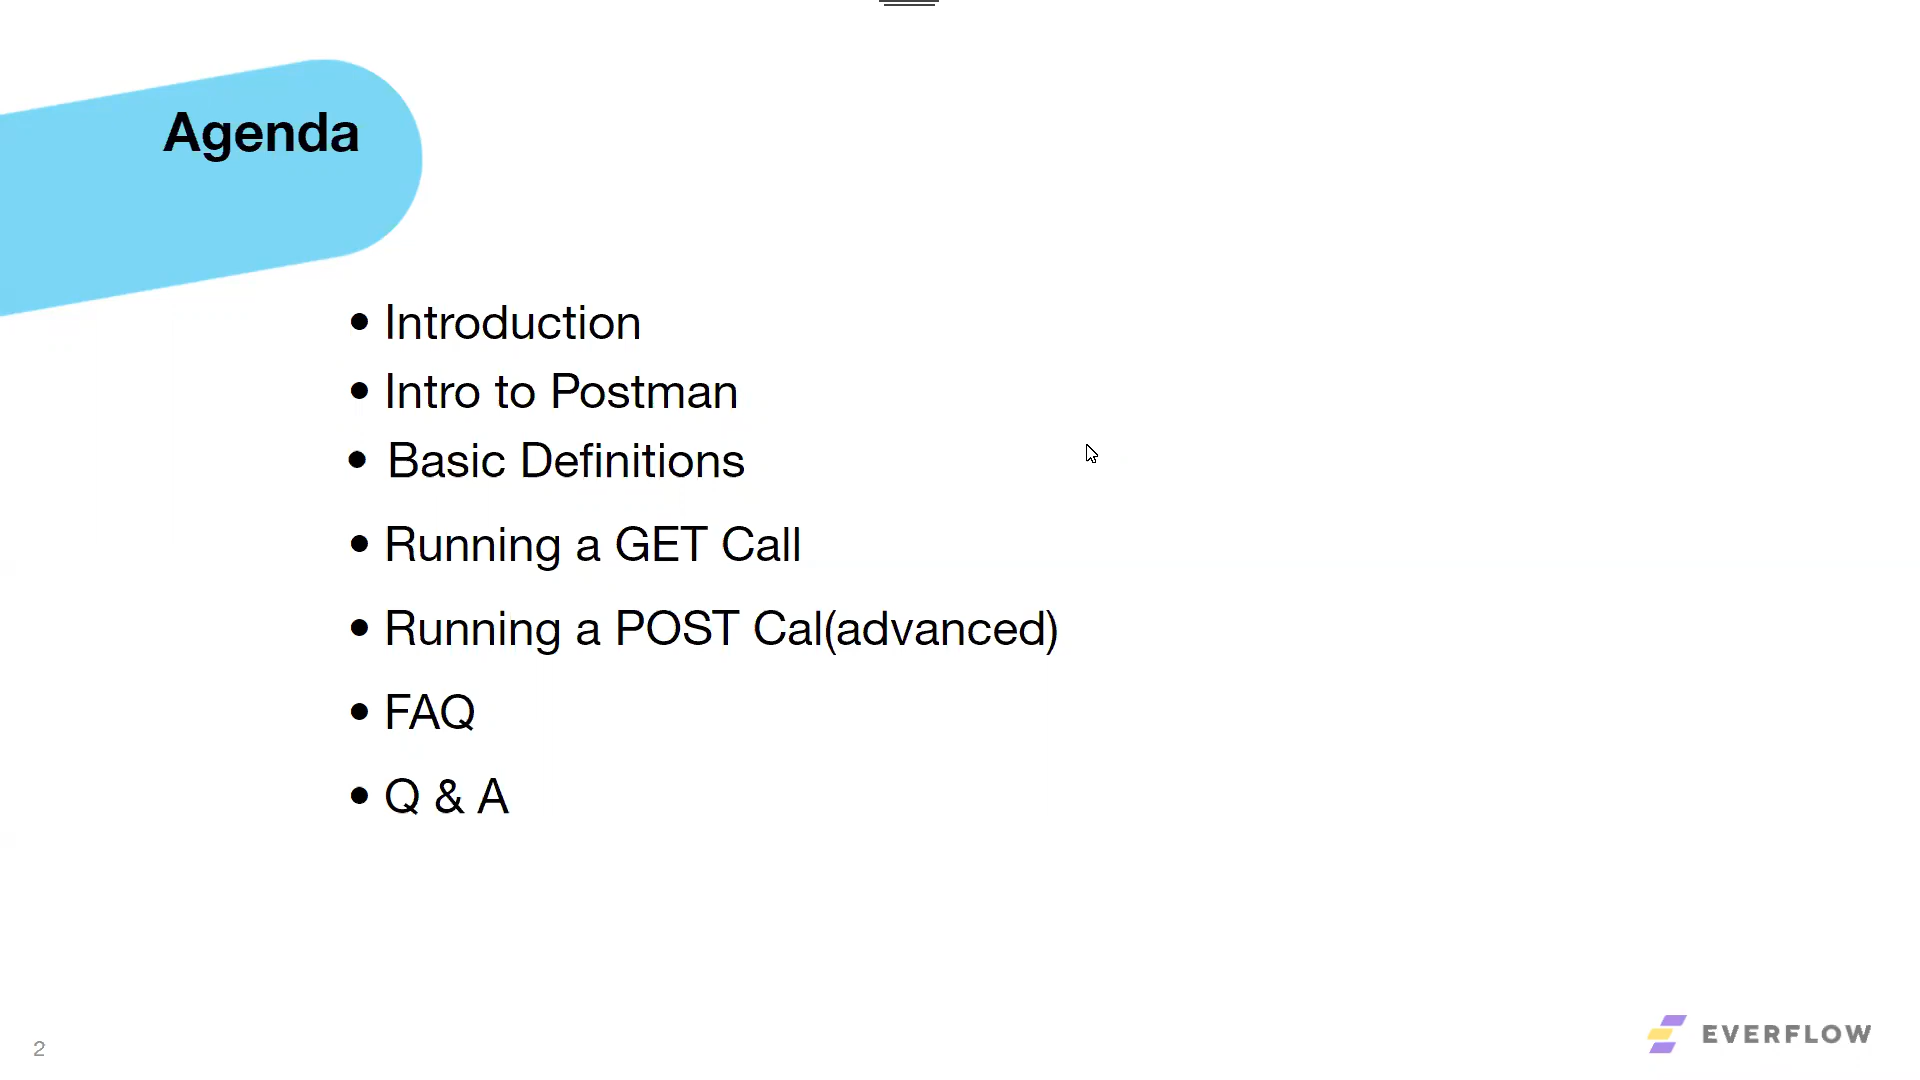 Agenda
• Introduction
• Intro to Postman
• Basic Definitions
• Running a GET Call
• Running a POST Cal(advanced)
• FAQ
• Q & A
2
EVERFLOW